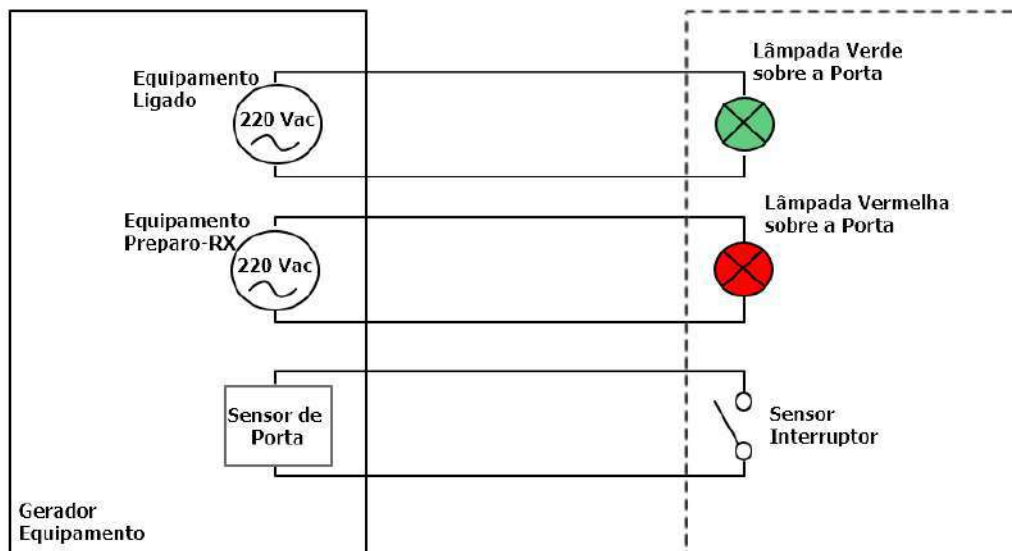 Equipamento
Ligado
220 Vac
Lâmpada Verde
sobre a Porta
Equipamento
Preparo-RX
220 Vac
Lâmpada Vermelha
sobre a Porta
Sensor de
Porta
Sensor
Interruptor
Gerador
Equipamento